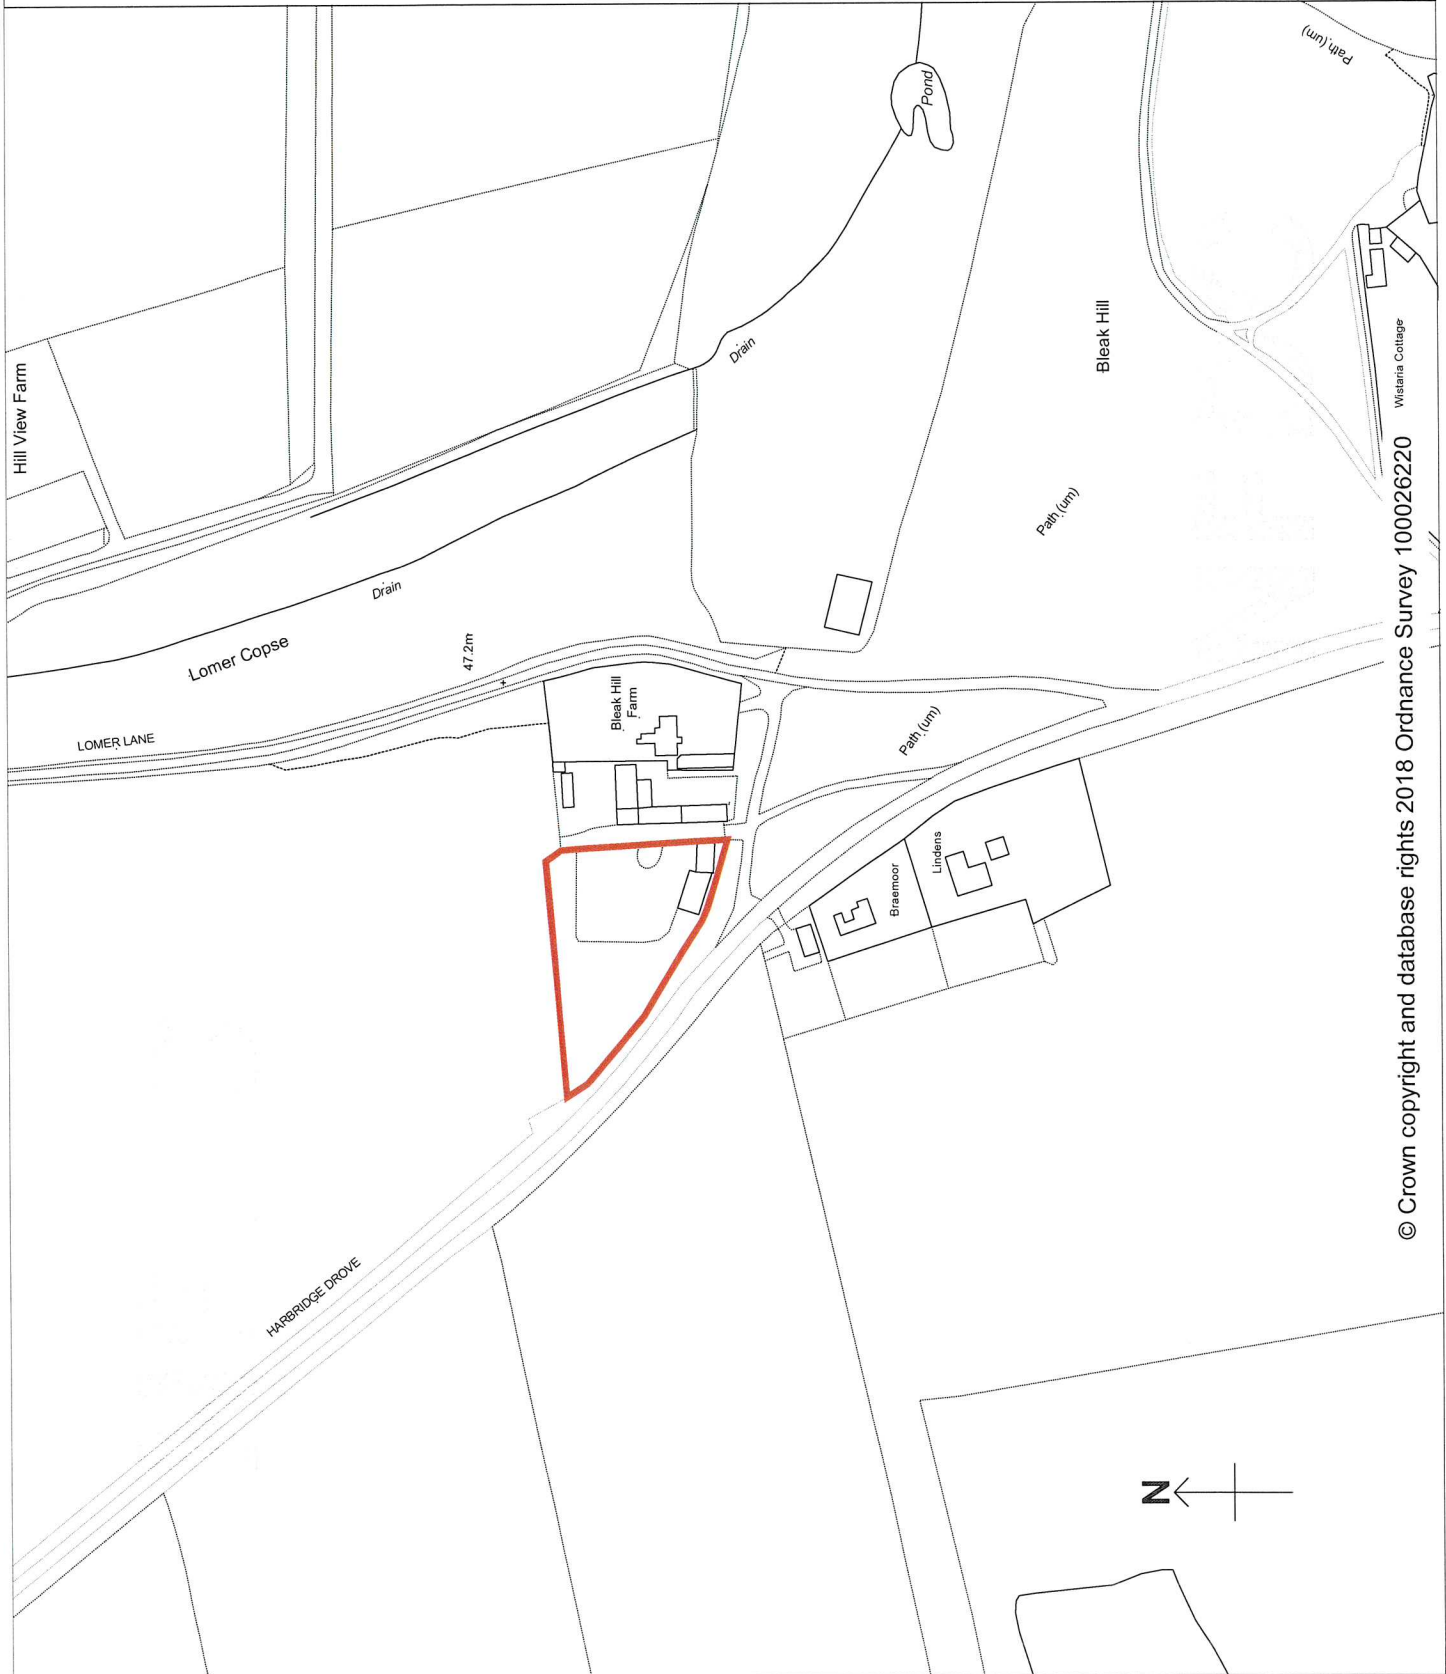 Hill View Farm
Pond
Path (um)
Drain
Bleak Hill
Wistaria Cottage
Path (um)
Drain
Lomer Copse
47.2m
LOMER LANE
Bleak Hill
Farm
Path (um)
Lindens
Braemoor
HARBRIDGE DROVE
N
© Crown copyright and database rights 2018 Ordnance Survey 100026220